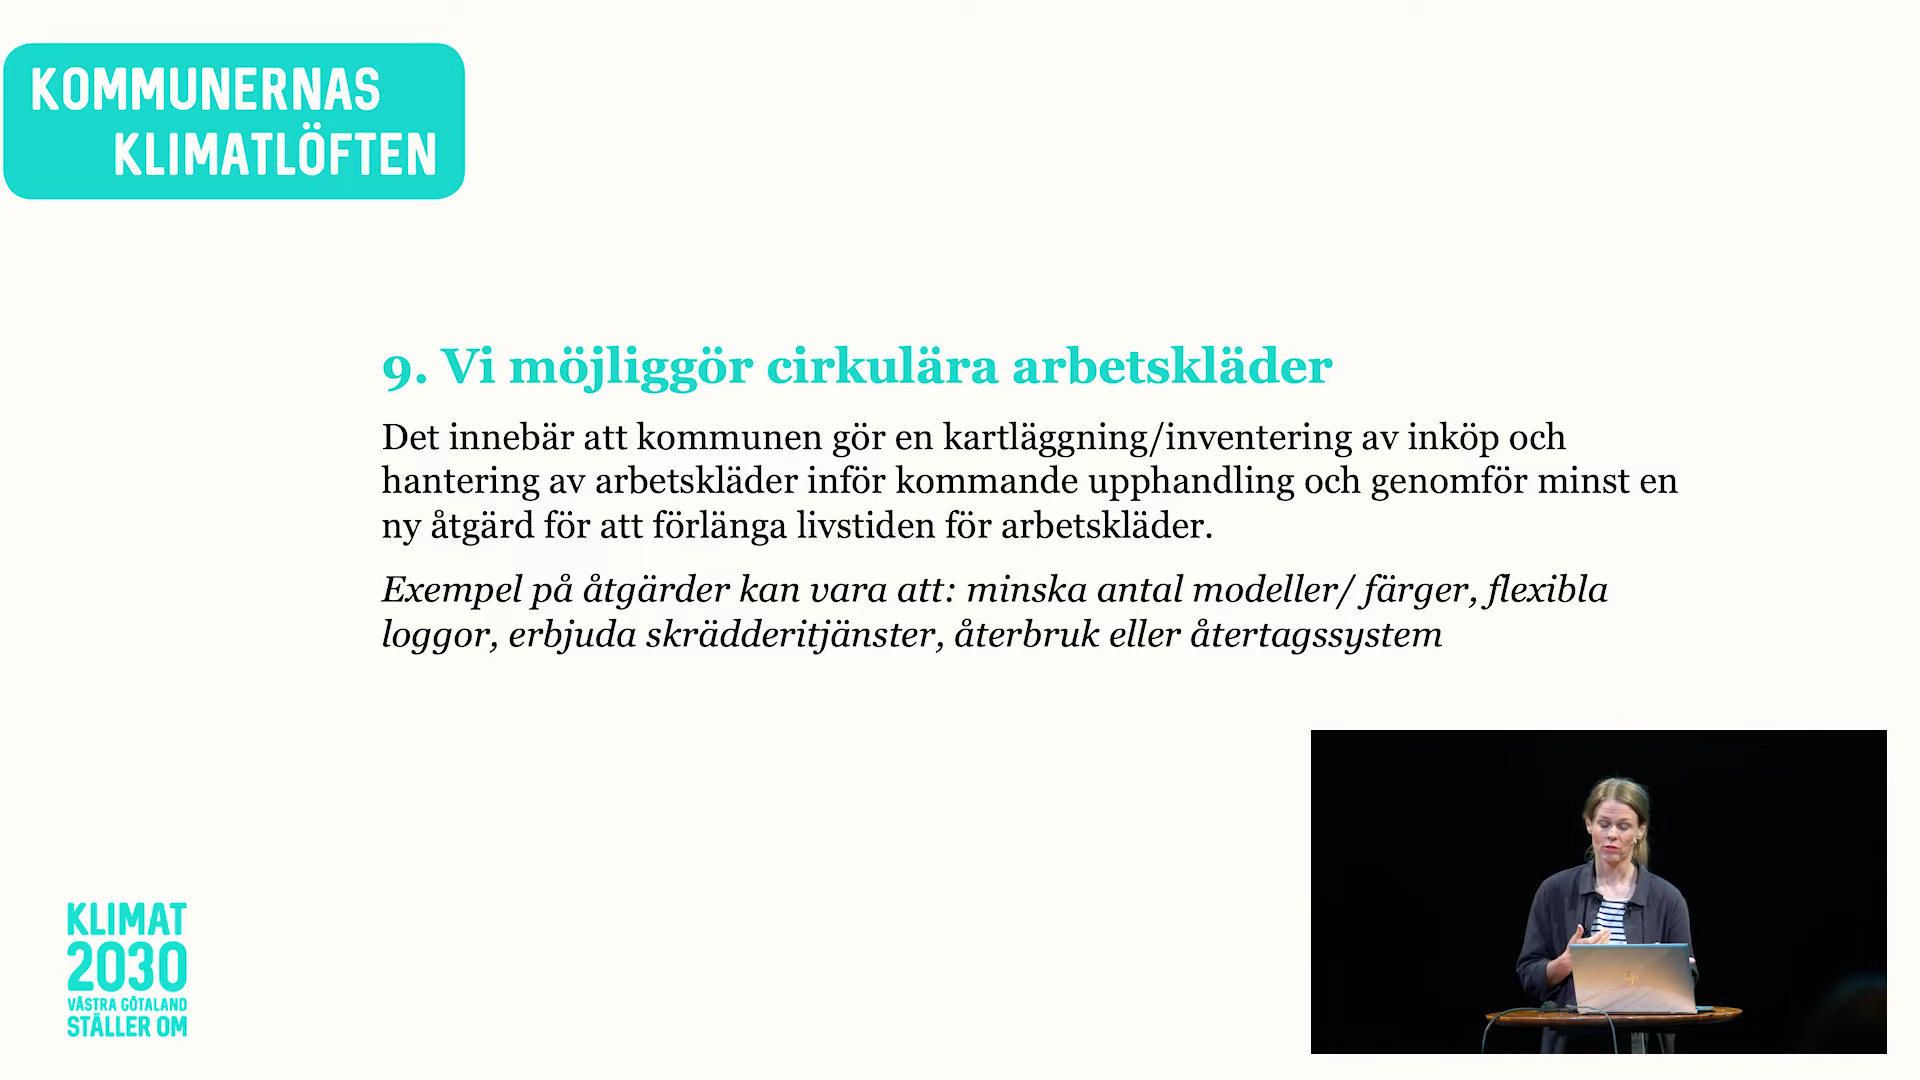 KOMMUNERNAS
KLIMATLÖFTEN
9. Vi möjliggör cirkulära arbetskläder
Det innebär att kommunen gör en kartläggning/inventering av inköp och
hantering av arbetskläder inför kommande upphandling och genomför minst en
ny åtgärd för att förlänga livstiden för arbetskläder.
Exempel på åtgärder kan vara att: minska antal modeller/ färger, flexibla
loggor, erbjuda skrädderitjänster, återbruk eller återtagssystem
KLIMAT
2030
VÄSTRA GÖTALAND
STÄLLER OM
hp